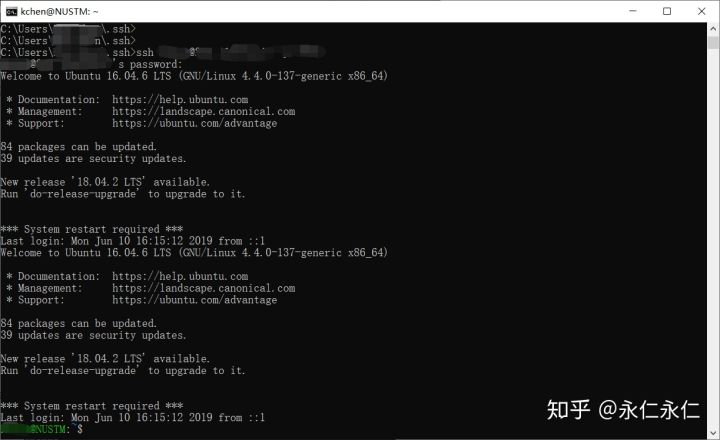 kchen@NUSTM: ~
C:\Users\ \.ssh>
C:\Users\ n\.ssh>
C:\Users\ \.ssh>ssh @
@ 's password:
Welcome to Ubuntu 16.04.6 LTS (GNU/Linux 4.4.0-137-generic x86_64)
* Documentation: https://help.ubuntu.com
* Management: https://landscape.canonical.com
* Support: https://ubuntu.com/advantage
84 packages can be updated.
39 updates are security updates.
New release '18.04.2 LTS' available.
Run 'do-release-upgrade' to upgrade to it.
*** System restart required ***
Last login: Mon Jun 10 16:15:12 2019 from ::1
Welcome to Ubuntu 16.04.6 LTS (GNU/Linux 4.4.0-137-generic x86_64)
* Documentation: https://help.ubuntu.com
* Management: https://landscape.canonical.com
* Support: https://ubuntu.com/advantage
84 packages can be updated.
39 updates are security updates.
New release '18.04.2 LTS' available.
Run 'do-release-upgrade' to upgrade to it.
*** System restart required ***
Last login: Mon Jun 10 16:15:12 2019 from ::1
@NUSTM:~$
知乎 @永仁永仁